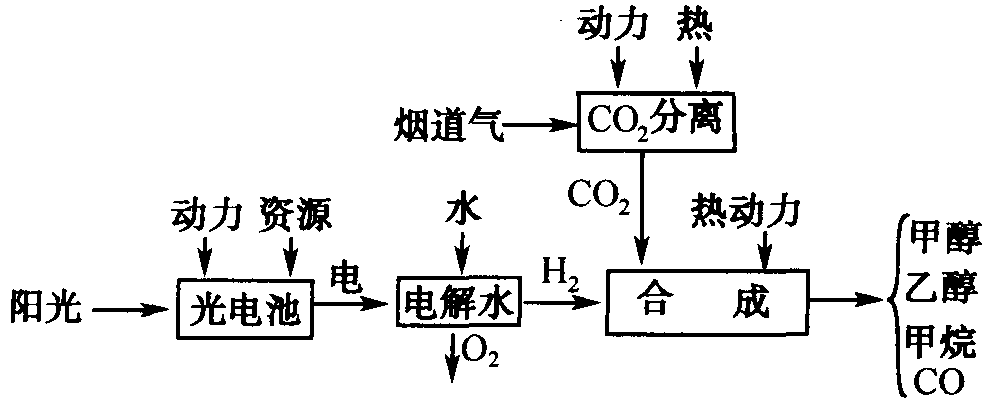 动力 热
烟道气
CO₂分离
CO₂
动力 资源
水
热动力
阳光
光电池
电
电解水
H₂
合 成
O₂
甲醇
乙醇
甲烷
CO